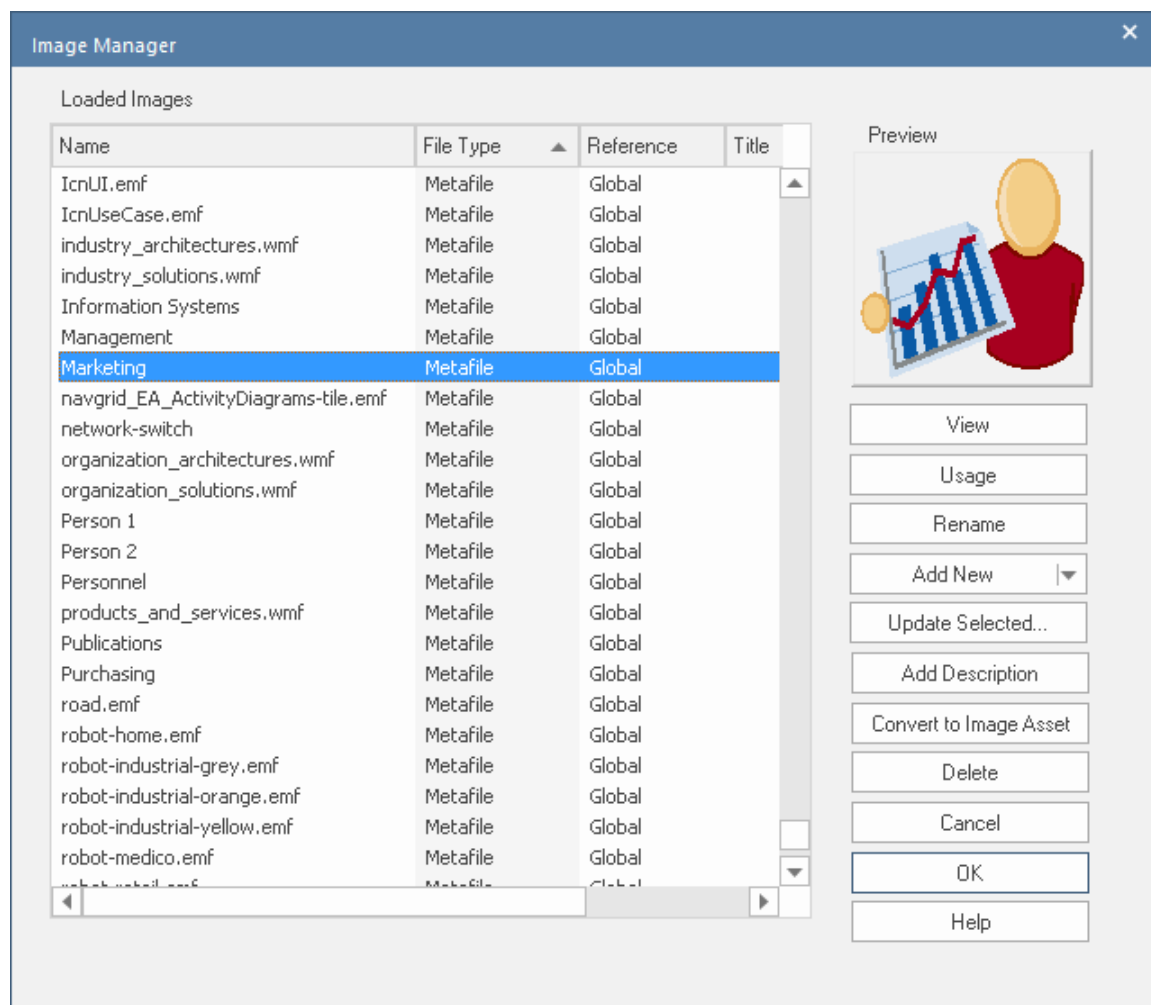 Image Manager
Loaded Images
Name File Type Reference Title
IcnUI.emf Metafile Global
IcnUseCase.emf Metafile Global
industry_architectures.wmf Metafile Global
industry_solutions.wmf Metafile Global
Information Systems Metafile Global
Management Metafile Global
Marketing Metafile Global
navgrid_EA_ActivityDiagrams-tile.emf Metafile Global
network-switch Metafile Global
organization_architectures.wmf Metafile Global
organization_solutions.wmf Metafile Global
Person 1 Metafile Global
Person 2 Metafile Global
Personnel Metafile Global
products_and_services.wmf Metafile Global
Publications Metafile Global
Purchasing Metafile Global
road.emf Metafile Global
robot-home.emf Metafile Global
robot-industrial-grey.emf Metafile Global
robot-industrial-orange.emf Metafile Global
robot-industrial-yellow.emf Metafile Global
robot-medico.emf Metafile Global
Preview
View
Usage
Rename
Add New
Update Selected...
Add Description
Convert to Image Asset
Delete
Cancel
OK
Help